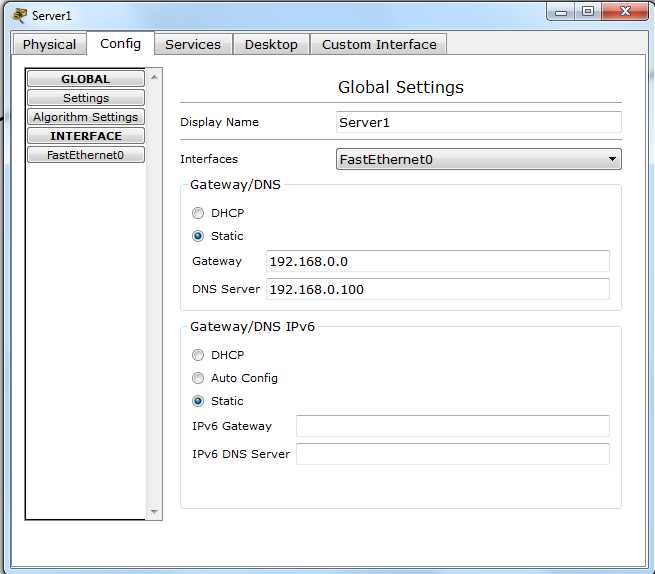 Server1
Physical Config Services Desktop Custom Interface
GLOBAL
Settings
Algorithm Settings
INTERFACE
FastEthernet0
Global Settings
Display Name Server1
Interfaces FastEthernet0
Gateway/DNS
DHCP
Static
Gateway 192.168.0.0
DNS Server 192.168.0.100
Gateway/DNS IPv6
DHCP
Auto Config
Static
IPv6 Gateway
IPv6 DNS Server